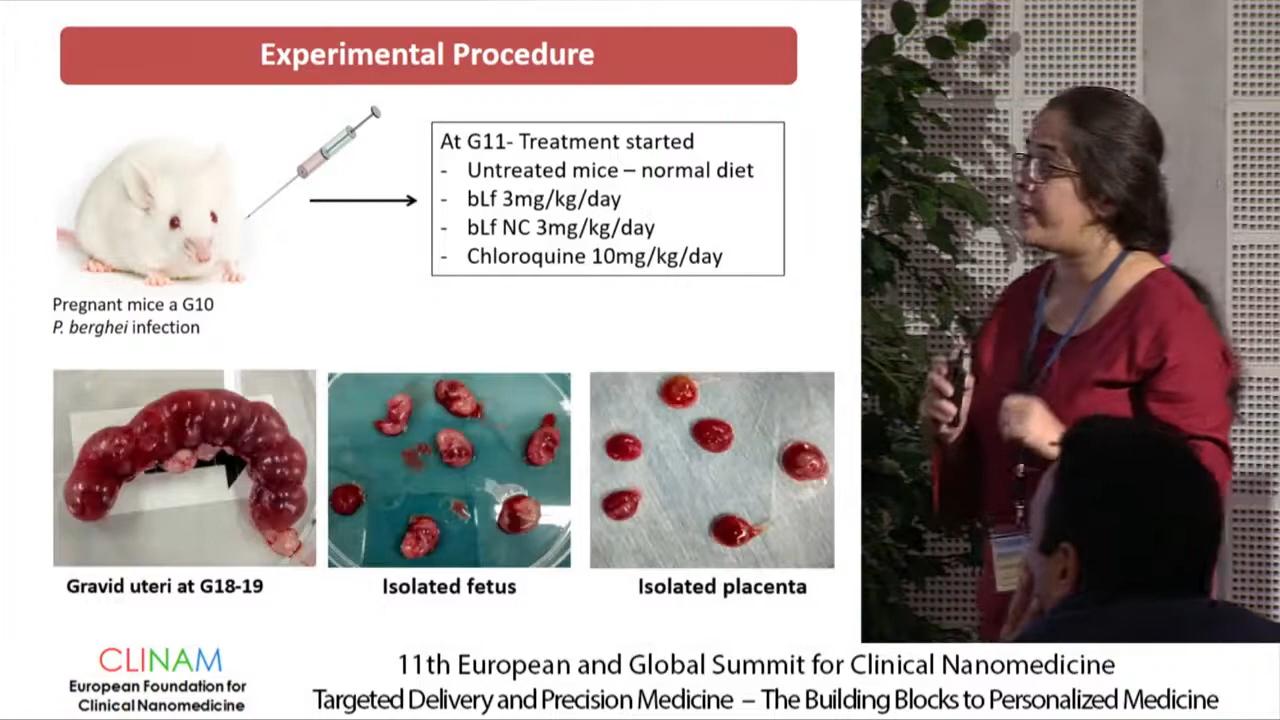 Experimental Procedure
At G11- Treatment started
- Untreated mice – normal diet
- bLf 3mg/kg/day
- bLf NC 3mg/kg/day
- Chloroquine 10mg/kg/day
Pregnant mice a G10
P. berghei infection
Gravid uteri at G18-19
Isolated fetus
Isolated placenta
CLINAM
European Foundation for
Clinical Nanomedicine
11th European and Global Summit for Clinical Nanomedicine
Targeted Delivery and Precision Medicine – The Building Blocks to Personalized Medicine